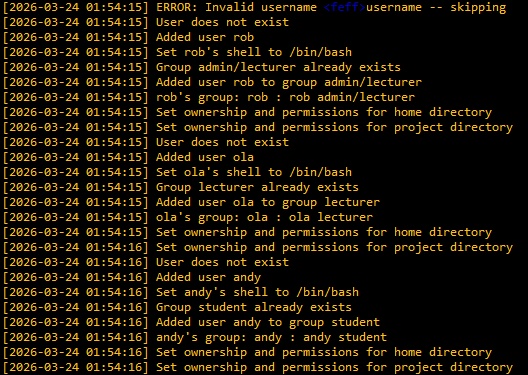 [2026-03-24 01:54:15] ERROR: Invalid username <feff>username -- skipping
[2026-03-24 01:54:15] User does not exist
[2026-03-24 01:54:15] Added user rob
[2026-03-24 01:54:15] Set rob's shell to /bin/bash
[2026-03-24 01:54:15] Group admin/lecturer already exists
[2026-03-24 01:54:15] Added user rob to group admin/lecturer
[2026-03-24 01:54:15] rob's group: rob : rob admin/lecturer
[2026-03-24 01:54:15] Set ownership and permissions for home directory
[2026-03-24 01:54:15] Set ownership and permissions for project directory
[2026-03-24 01:54:15] User does not exist
[2026-03-24 01:54:15] Added user ola
[2026-03-24 01:54:15] Set ola's shell to /bin/bash
[2026-03-24 01:54:15] Group lecturer already exists
[2026-03-24 01:54:15] Added user ola to group lecturer
[2026-03-24 01:54:15] ola's group: ola : ola lecturer
[2026-03-24 01:54:16] Set ownership and permissions for home directory
[2026-03-24 01:54:16] Set ownership and permissions for project directory
[2026-03-24 01:54:16] User does not exist
[2026-03-24 01:54:16] Added user andy
[2026-03-24 01:54:16] Set andy's shell to /bin/bash
[2026-03-24 01:54:16] Group student already exists
[2026-03-24 01:54:16] Added user andy to group student
[2026-03-24 01:54:16] andy's group: andy : andy student
[2026-03-24 01:54:16] Set ownership and permissions for home directory
[2026-03-24 01:54:16] Set ownership and permissions for project directory